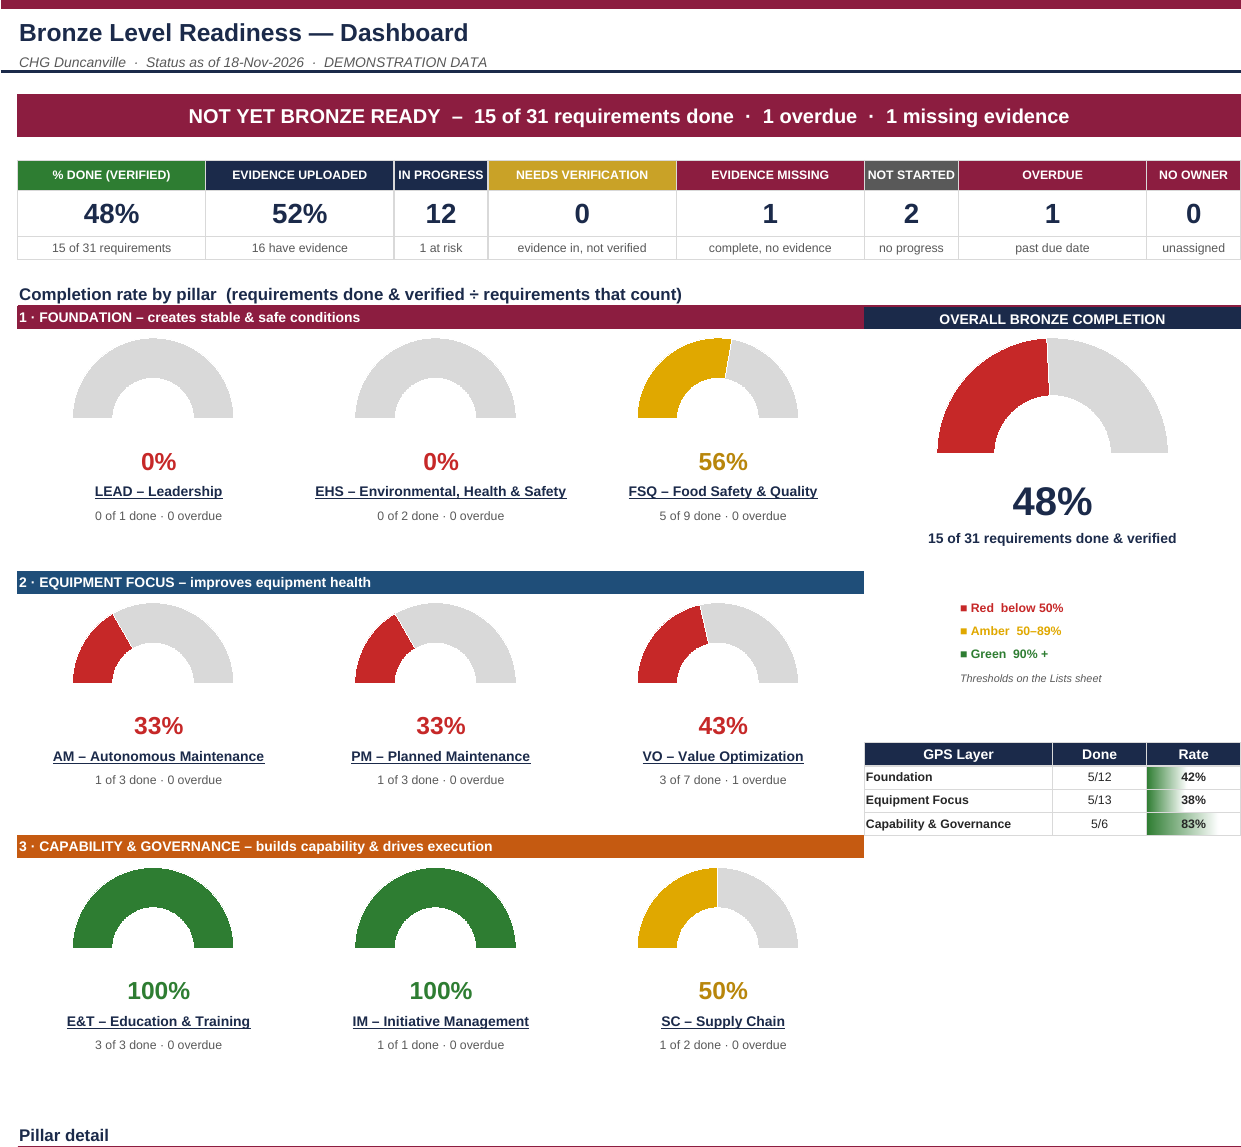 Bronze Level Readiness — Dashboard
CHG Duncanville · Status as of 18-Nov-2026 · DEMONSTRATION DATA
NOT YET BRONZE READY – 15 of 31 requirements done · 1 overdue · 1 missing evidence
% DONE (VERIFIED) EVIDENCE UPLOADED IN PROGRESS NEEDS VERIFICATION EVIDENCE MISSING NOT STARTED OVERDUE NO OWNER
48% 52% 12 0 1 2 1 0
15 of 31 requirements 16 have evidence 1 at risk evidence in, not verified complete, no evidence no progress past due date unassigned
Completion rate by pillar (requirements done & verified ÷ requirements that count)
1 · FOUNDATION – creates stable & safe conditions
OVERALL BRONZE COMPLETION
0% 0% 56%
LEAD – Leadership EHS – Environmental, Health & Safety FSQ – Food Safety & Quality
0 of 1 done · 0 overdue 0 of 2 done · 0 overdue 5 of 9 done · 0 overdue
48%
15 of 31 requirements done & verified
2 · EQUIPMENT FOCUS – improves equipment health
■ Red below 50%
■ Amber 50–89%
■ Green 90% +
Thresholds on the Lists sheet
33% 33% 43%
AM – Autonomous Maintenance PM – Planned Maintenance VO – Value Optimization
1 of 3 done · 0 overdue 1 of 3 done · 0 overdue 3 of 7 done · 1 overdue
GPS Layer Done Rate
Foundation 5/12 42%
Equipment Focus 5/13 38%
Capability & Governance 5/6 83%
3 · CAPABILITY & GOVERNANCE – builds capability & drives execution
100% 100% 50%
E&T – Education & Training IM – Initiative Management SC – Supply Chain
3 of 3 done · 0 overdue 1 of 1 done · 0 overdue 1 of 2 done · 0 overdue
Pillar detail